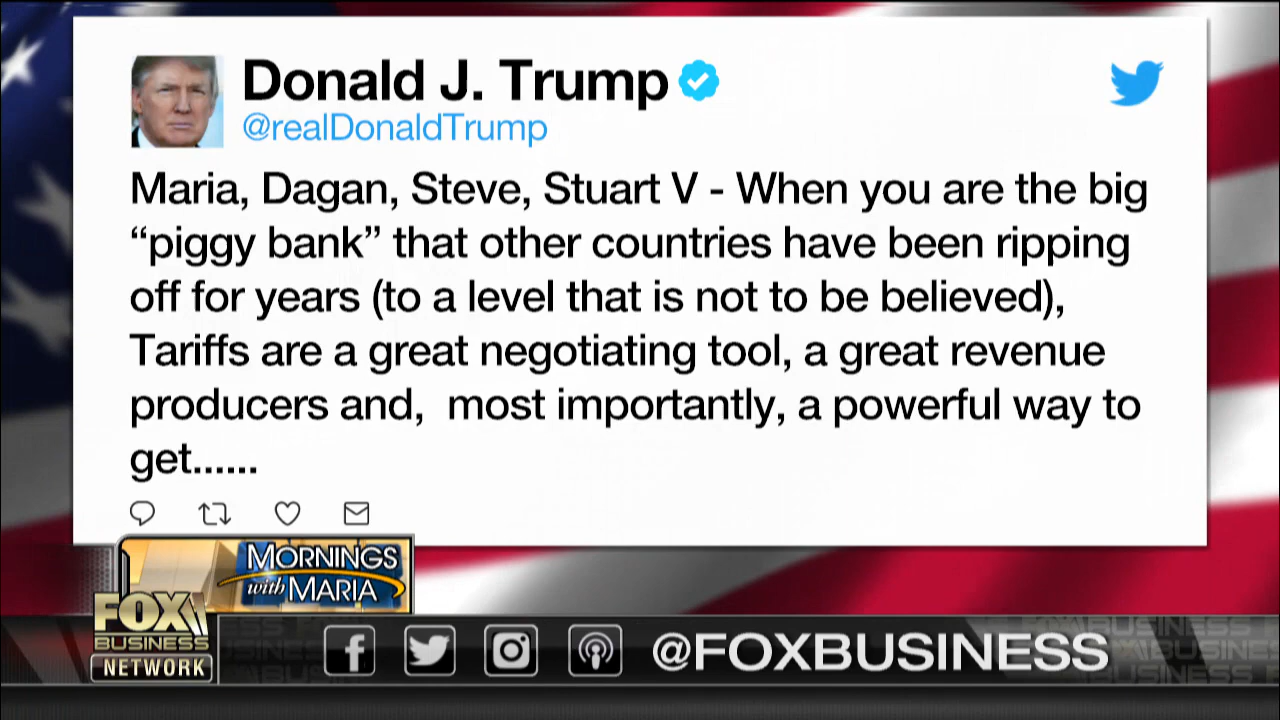 Donald J. Trump
@realDonaldTrump
Maria, Dagan, Steve, Stuart V - When you are the big
“piggy bank” that other countries have been ripping
off for years (to a level that is not to be believed),
Tariffs are a great negotiating tool, a great revenue
producers and,  most importantly, a powerful way to
get......
MORNINGS
with MARIA
FOX
BUSINESS
NETWORK
@FOXBUSINESS